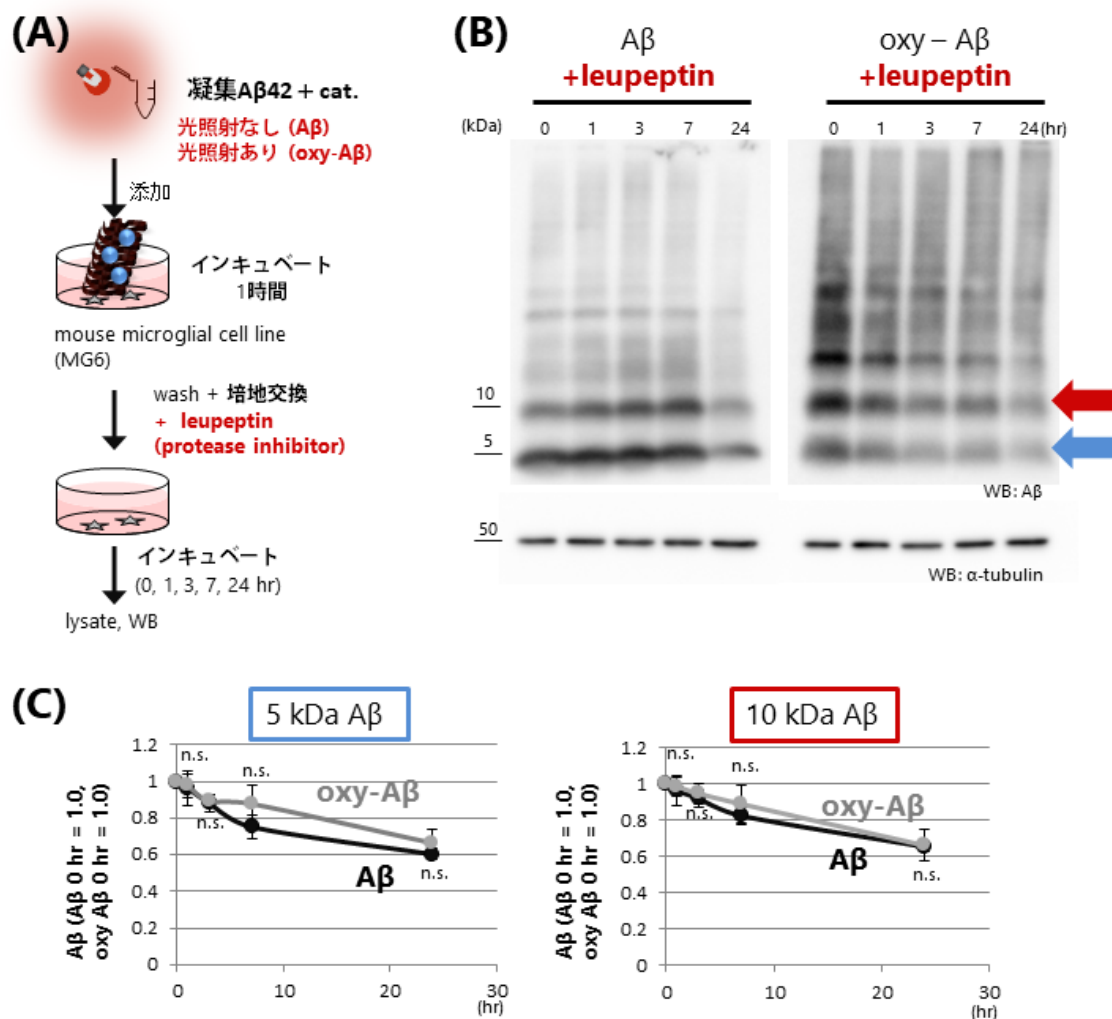 (A)
凝集Aβ42 + cat.
光照射なし (Aβ)
光照射あり (oxy-Aβ)
添加
インキュベート
1時間
mouse microglial cell line
(MG6)
wash + 培地交換
+ leupeptin
(protease inhibitor)
インキュベート
(0, 1, 3, 7, 24 hr)
lysate, WB
(B)
Aβ
+leupeptin
oxy – Aβ
+leupeptin
(kDa)
0 1 3 7 24
0 1 3 7 24(hr)
10
5
WB: Aβ
50
WB: α-tubulin
(C)
5 kDa Aβ
Aβ (Aβ 0 hr = 1.0,
oxy Aβ 0 hr = 1.0)
1.2
1
0.8
0.6
0.4
0.2
0
n.s.
n.s.
n.s.
n.s.
oxy-Aβ
Aβ
0 10 20 30
(hr)
10 kDa Aβ
Aβ (Aβ 0 hr = 1.0,
oxy Aβ 0 hr = 1.0)
1.2
1
0.8
0.6
0.4
0.2
0
n.s.
n.s.
n.s.
n.s.
oxy-Aβ
Aβ
0 10 20 30
(hr)